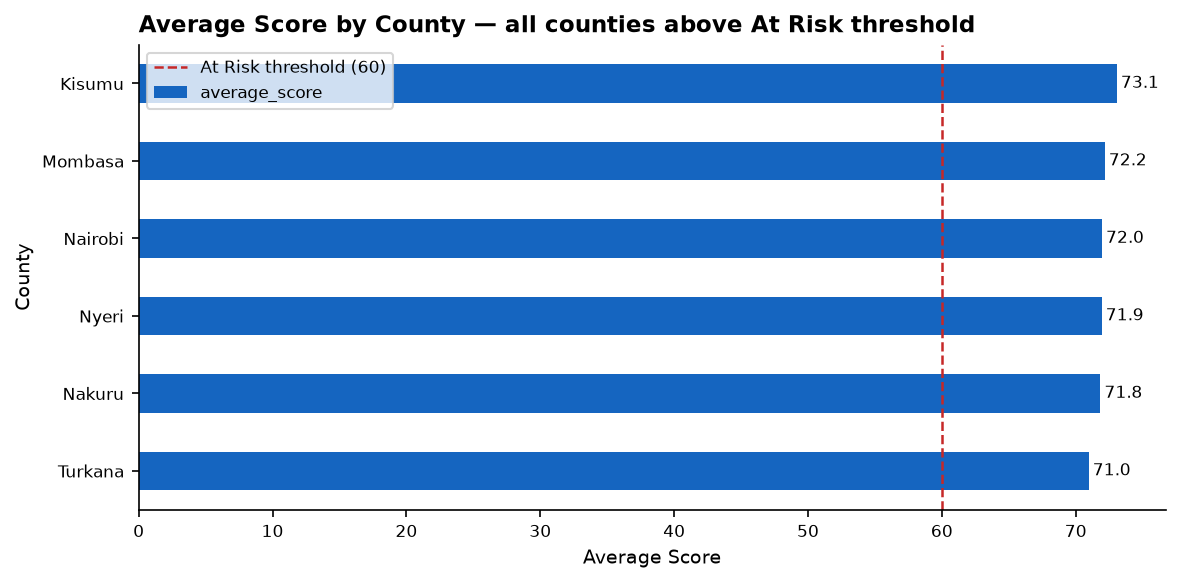 Average Score by County — all counties above At Risk threshold
At Risk threshold (60)
average_score
County
Kisumu
73.1
Mombasa
72.2
Nairobi
72.0
Nyeri
71.9
Nakuru
71.8
Turkana
71.0
0 10 20 30 40 50 60 70
Average Score